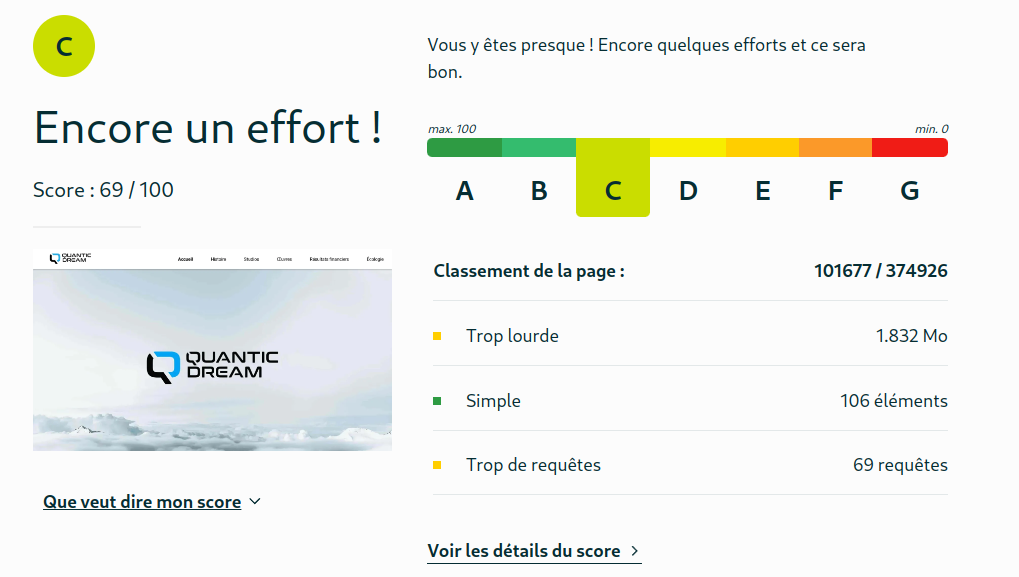 C
Encore un effort !
Score : 69 / 100
QUANTIC
DREAM
Accueil Histoire Studios Œuvres Résultats financiers Écologie
QUANTIC
DREAM
Que veut dire mon score
Vous y êtes presque ! Encore quelques efforts et ce sera
bon.
max. 100 min. 0
A B C D E F G
Classement de la page : 101677 / 374926
Trop lourde 1.832 Mo
Simple 106 éléments
Trop de requêtes 69 requêtes
Voir les détails du score